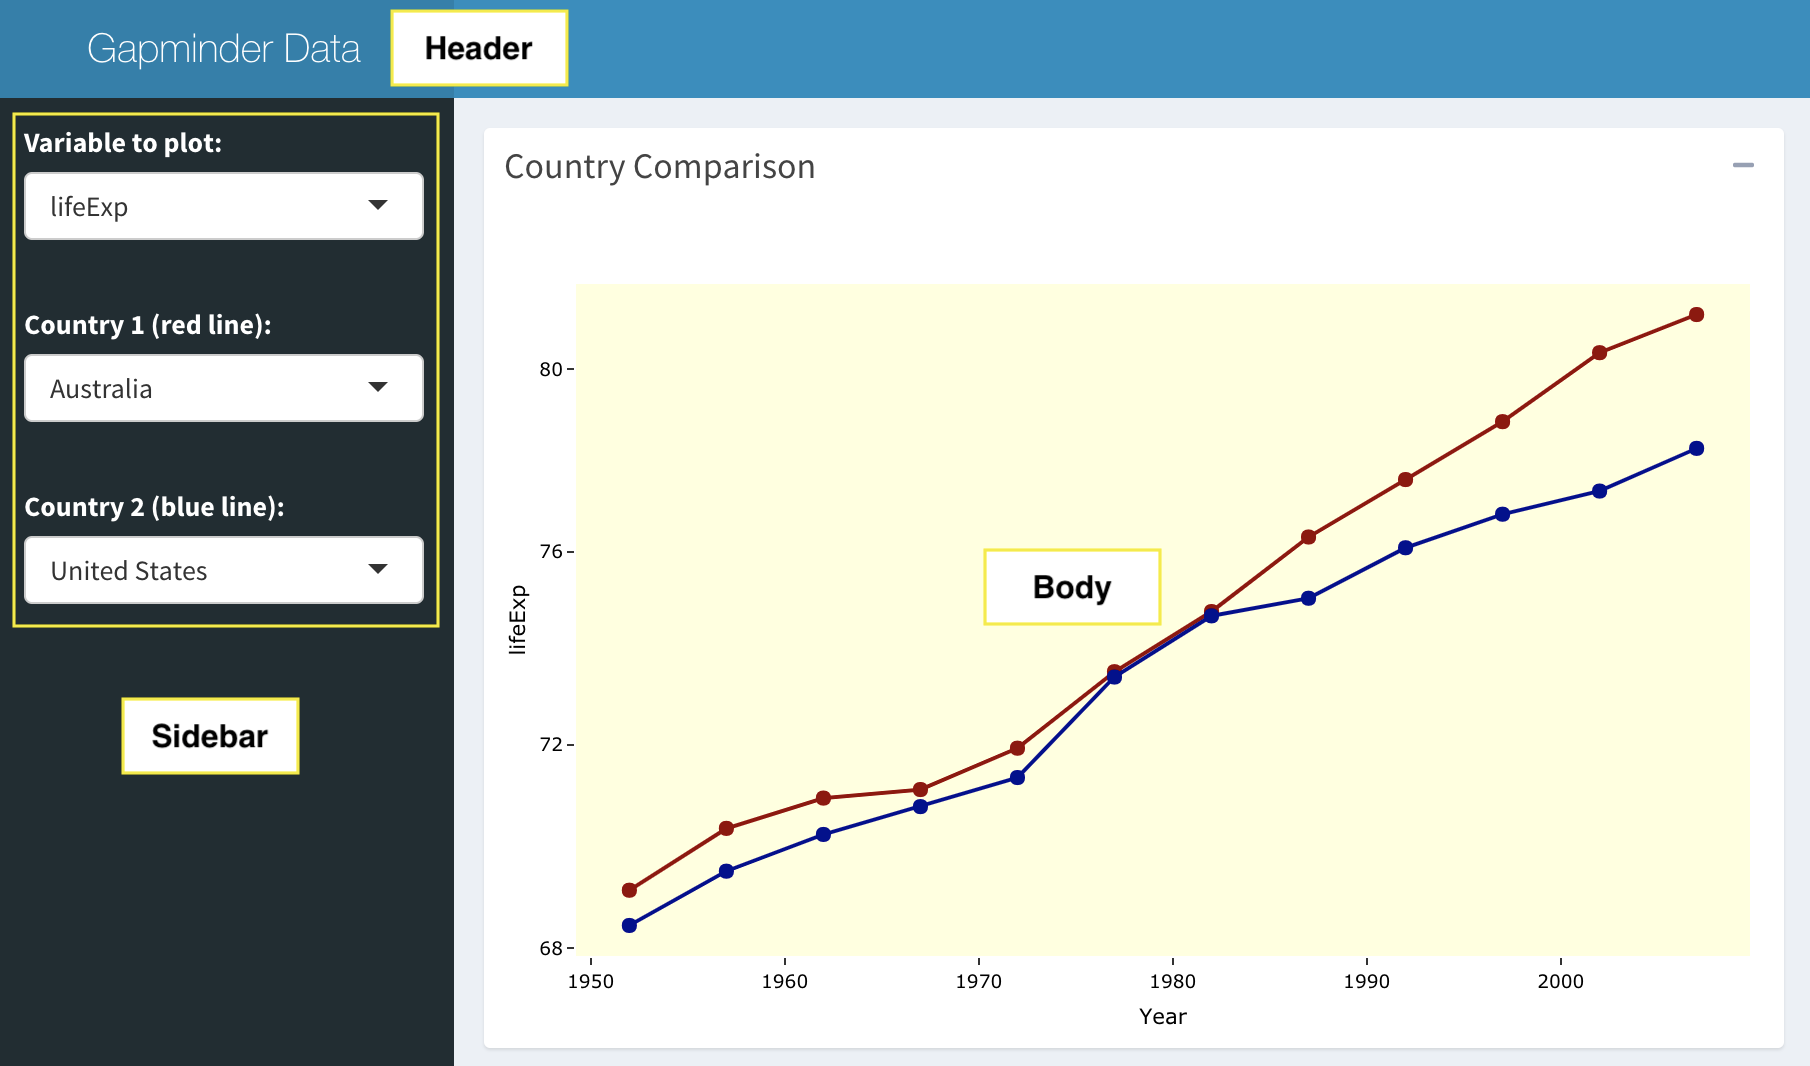 Gapminder Data
Header
Variable to plot:
lifeExp
Country 1 (red line):
Australia
Country 2 (blue line):
United States
Sidebar
Country Comparison
80
76
72
68
lifeExp
Body
1950 1960 1970 1980 1990 2000
Year